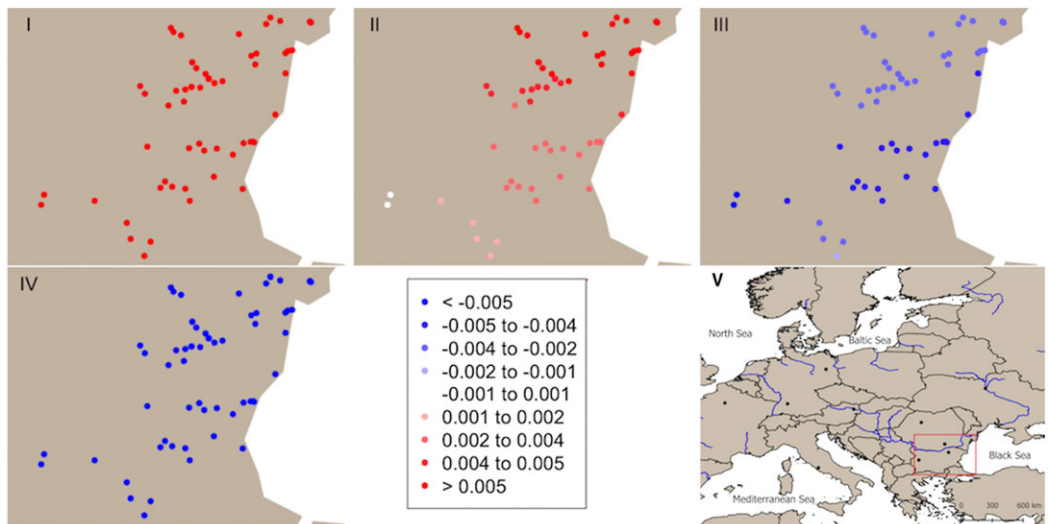 I
II
III
IV
< -0.005
-0.005 to -0.004
-0.004 to -0.002
-0.002 to -0.001
-0.001 to 0.001
0.001 to 0.002
0.002 to 0.004
0.004 to 0.005
> 0.005
V
North Sea
Baltic Sea
Black Sea
Mediterranean Sea
0 300 600 km